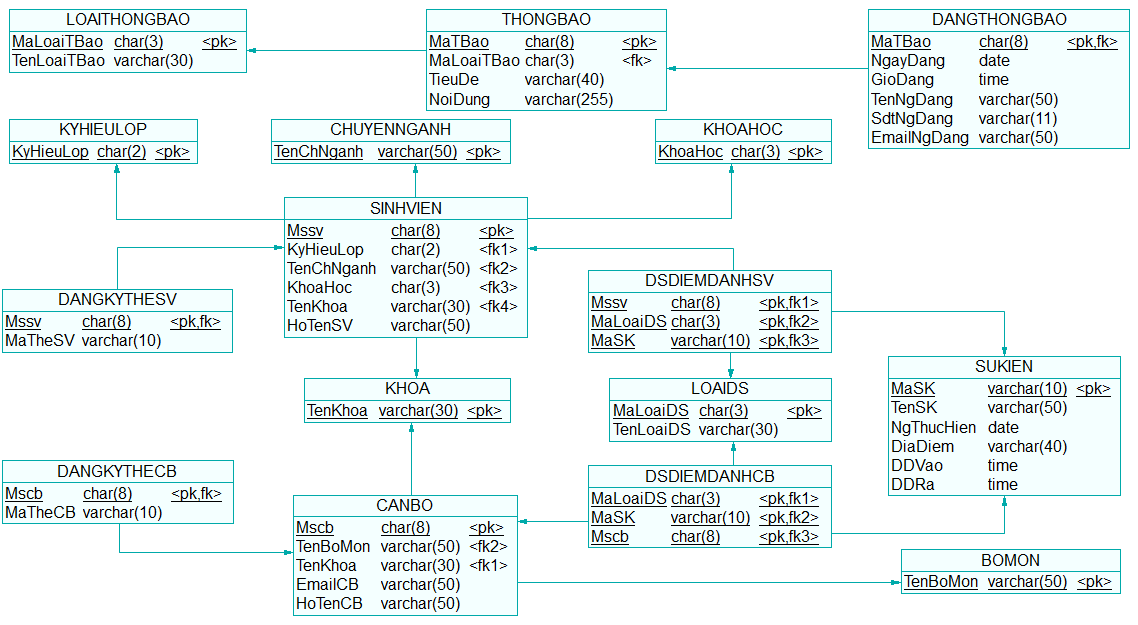 LOAITHONGBAO
MaLoaiTBao char(3) <pk>
TenLoaiTBao varchar(30)
THONGBAO
MaTBao char(8) <pk>
MaLoaiTBao char(3) <fk>
TieuDe varchar(40)
NoiDung varchar(255)
DANGTHONGBAO
MaTBao char(8) <pk,fk>
NgayDang date
GioDang time
TenNgDang varchar(50)
SdtNgDang varchar(11)
EmailNgDang varchar(50)
KYHIEULOP
KyHieuLop char(2) <pk>
CHUYENNGANH
TenChNganh varchar(50) <pk>
KHOAHOC
KhoaHoc char(3) <pk>
SINHVIEN
Mssv char(8) <pk>
KyHieuLop char(2) <fk1>
TenChNganh varchar(50) <fk2>
KhoaHoc char(3) <fk3>
TenKhoa varchar(30) <fk4>
HoTenSV varchar(50)
DANGKYTHESV
Mssv char(8) <pk,fk>
MaTheSV varchar(10)
DSDIEMDANHSV
Mssv char(8) <pk,fk1>
MaLoaiDS char(3) <pk,fk2>
MaSK varchar(10) <pk,fk3>
KHOA
TenKhoa varchar(30) <pk>
LOAIDS
MaLoaiDS char(3) <pk>
TenLoaiDS varchar(30)
SUKIEN
MaSK varchar(10) <pk>
TenSK varchar(50)
NgThucHien date
DiaDiem varchar(40)
DDVao time
DDRa time
DANGKYTHECB
Mscb char(8) <pk,fk>
MaTheCB varchar(10)
CANBO
Mscb char(8) <pk>
TenBoMon varchar(50) <fk2>
TenKhoa varchar(30) <fk1>
EmailCB varchar(50)
HoTenCB varchar(50)
DSDIEMDANHCB
MaLoaiDS char(3) <pk,fk1>
MaSK varchar(10) <pk,fk2>
Mscb char(8) <pk,fk3>
BOMON
TenBoMon varchar(50) <pk>